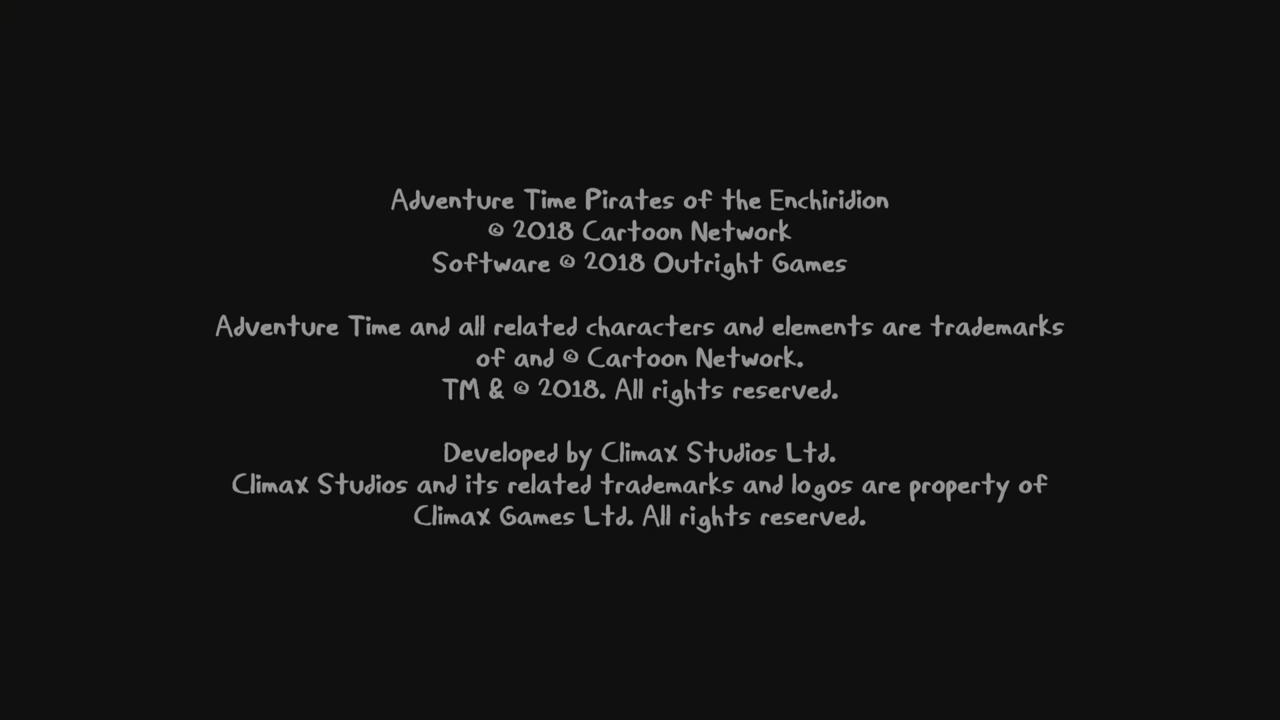 Adventure Time Pirates of the Enchiridion
© 2018 Cartoon Network
Software © 2018 Outright Games
Adventure Time and all related characters and elements are trademarks
of and © Cartoon Network.
TM & © 2018. All rights reserved.
Developed by Climax Studios Ltd.
Climax Studios and its related trademarks and logos are property of
Climax Games Ltd. All rights reserved.